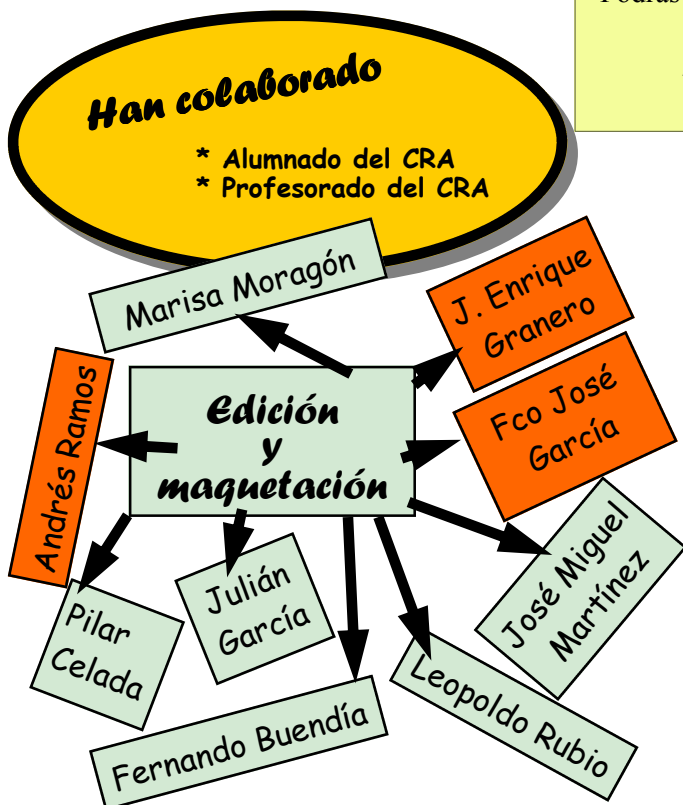 Han colaborado
* Alumnado del CRA
* Profesorado del CRA
Marisa Moragón
J. Enrique
Granero
Edición
y
maquetación
Fco José
García
Andrés Ramos
José Miguel
Martínez
Julián
García
Pilar
Celada
Leopoldo Rubio
Fernando Buendía